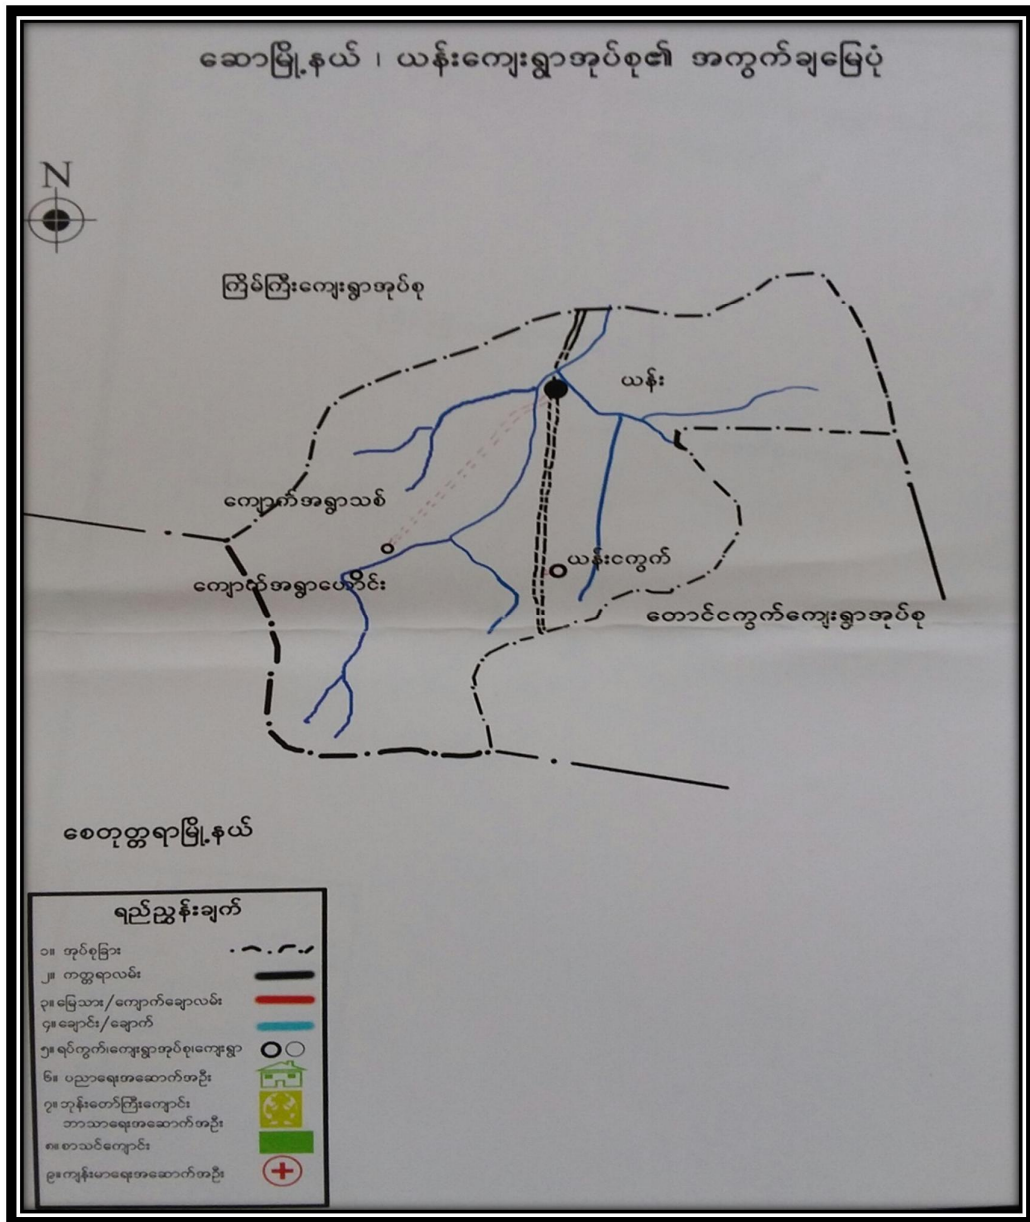 ဆောမြို့နယ် ၊ ယန်းကျေးရွာအုပ်စု၏ အကွက်ချမြေပုံ
N
ကြိမ်ကြီးကျေးရွာအုပ်စု
ယန်း
ကျောက်အရွာသစ်
ယန်းငကွက်
ကျောက်အရွာဟောင်း
တောင်ငကွက်ကျေးရွာအုပ်စု
စေတုတ္တရာမြို့နယ်
ရည်ညွှန်းချက်
၁။ အုပ်စုခြား
၂။ ကတ္တရာလမ်း
၃။မြေသား/ကျောက်ချောလမ်း
၄။ချောင်း/ချောက်
၅။ရပ်ကွက်၊ကျေးရွာအုပ်စု၊ကျေးရွာ
၆။ ပညာရေးအဆောက်အဦး
၇။ဘုန်းတော်ကြီးကျောင်း
ဘာသာရေးအဆောက်အဦး
၈။စာသင်ကျောင်း
၉။ကျန်းမာရေးအဆောက်အဦး